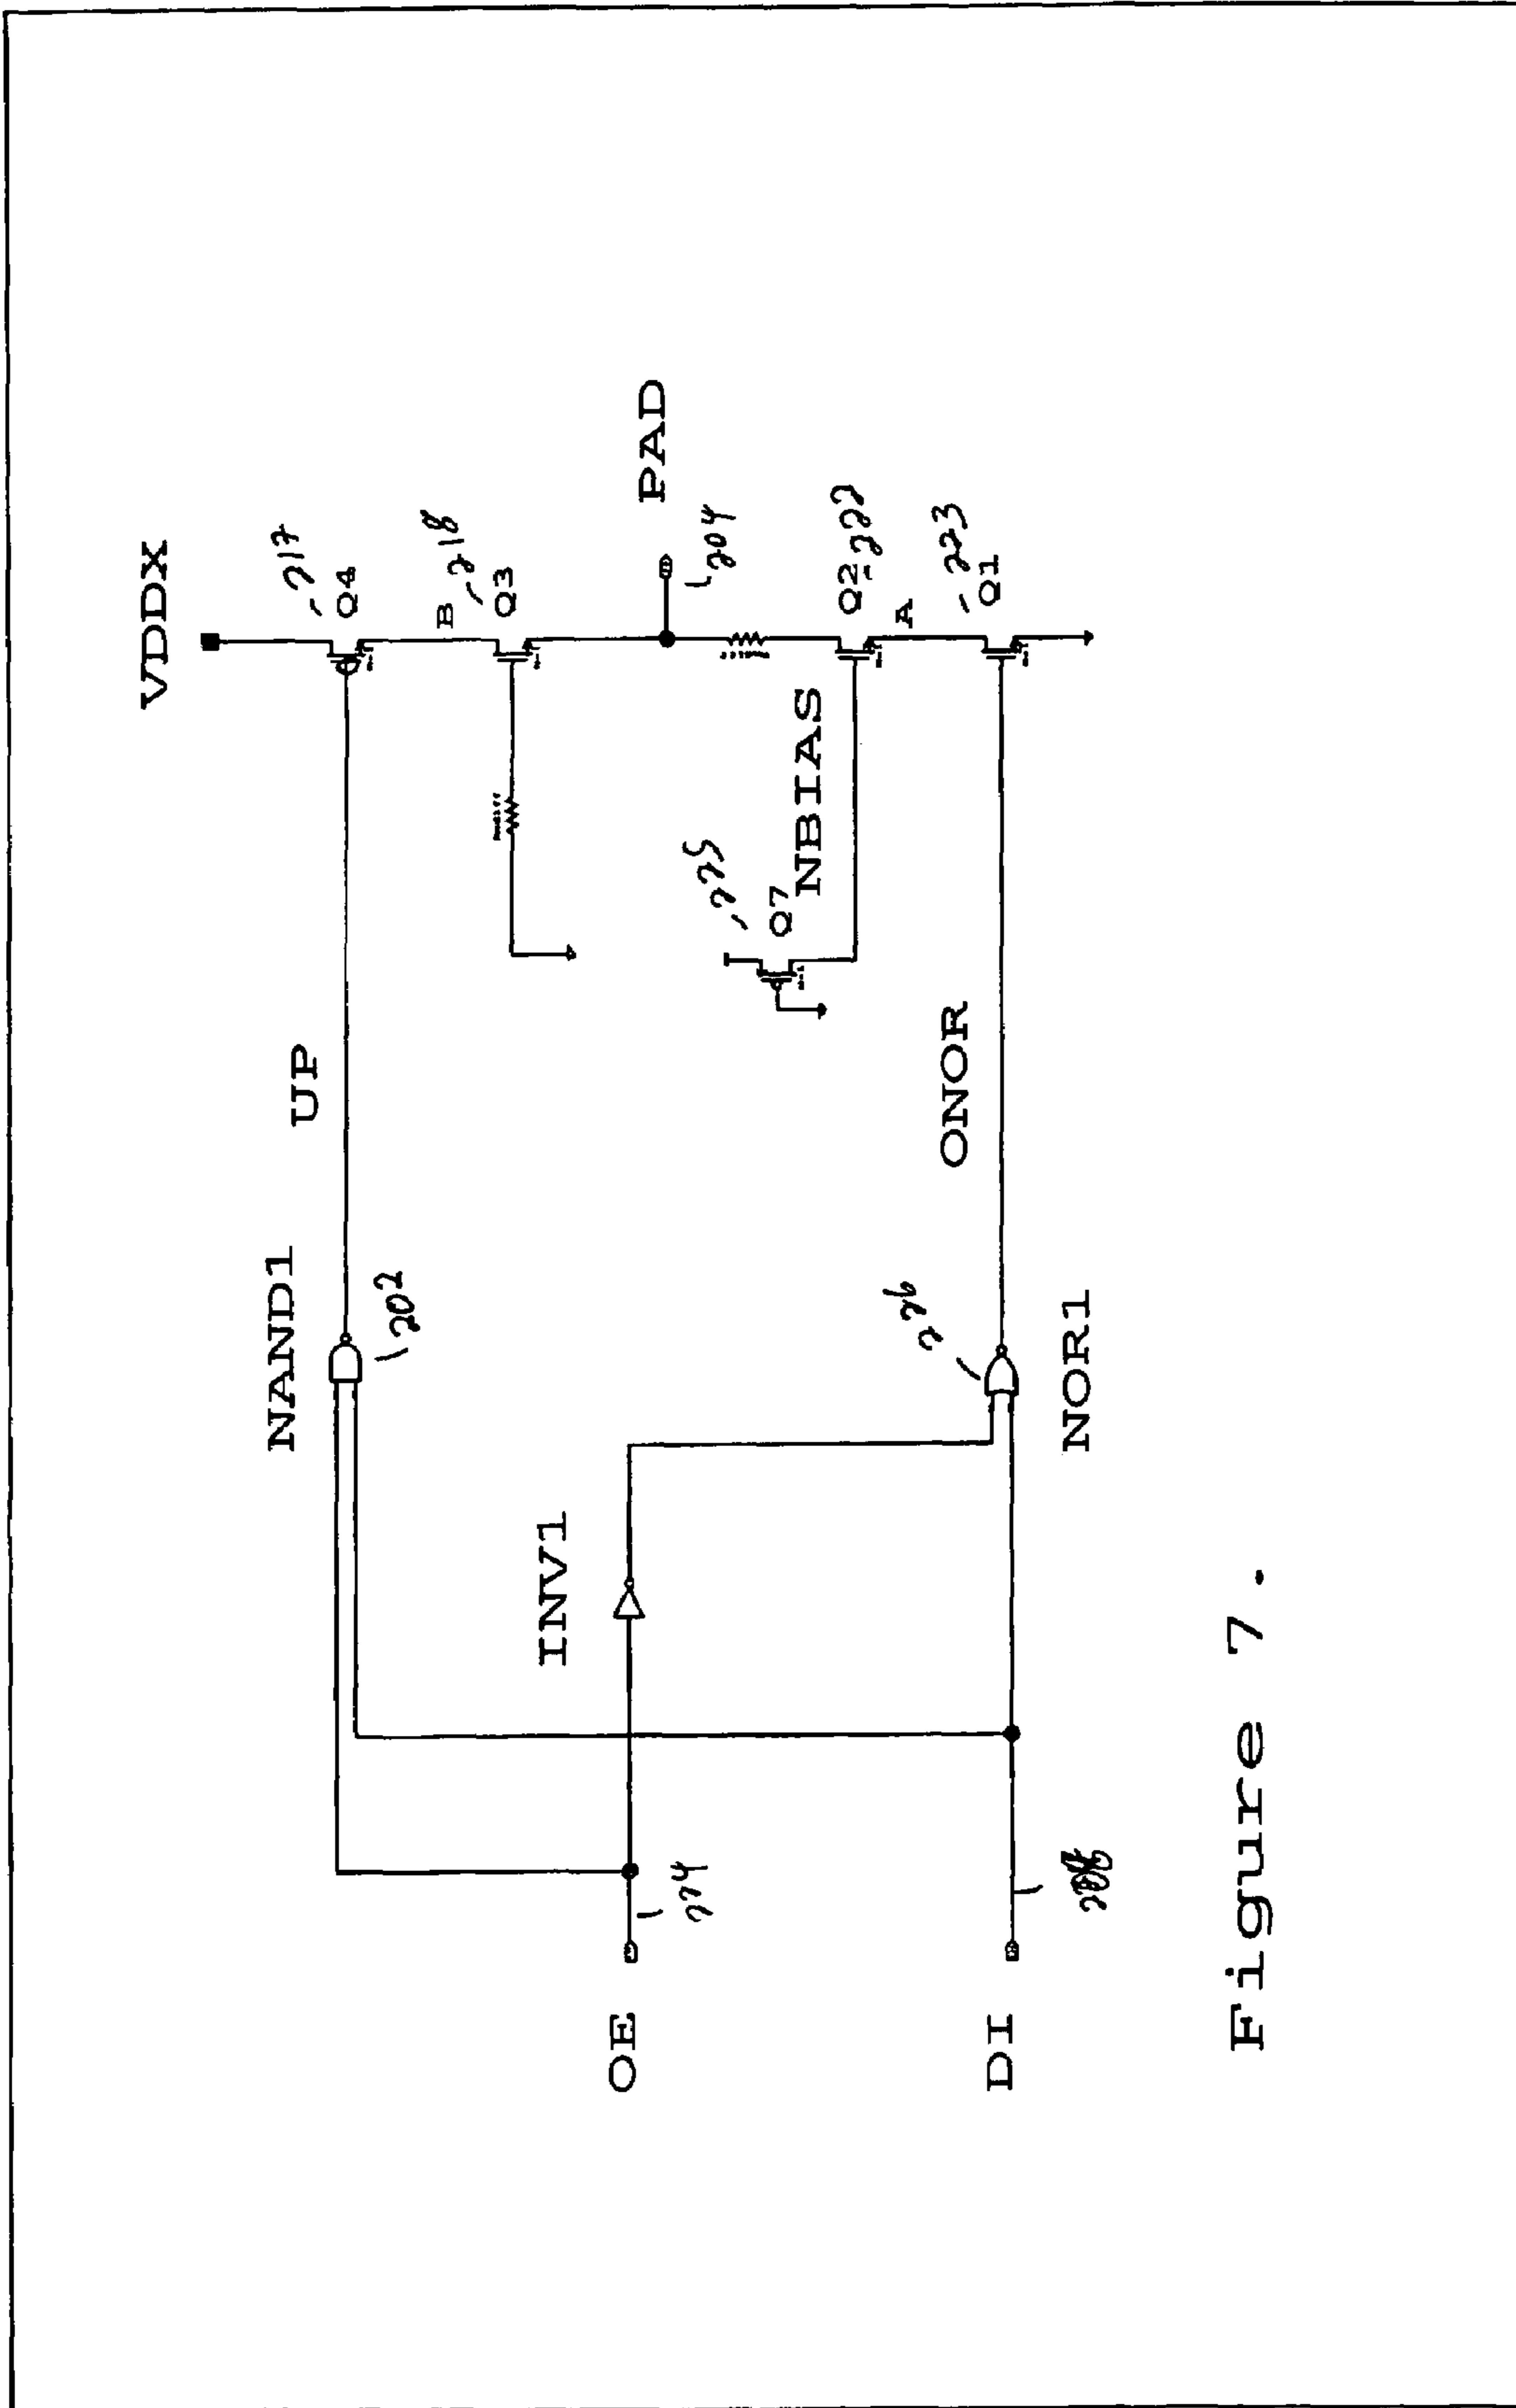 VDDX
217
Q4
UP
NAND1
202
B
218
Q3
PAD
204
INV1
OE
224
225
Q7
NBIAS
Q2
222
A
223
Q1
ONOR
226
NOR1
DI
Figure 7.